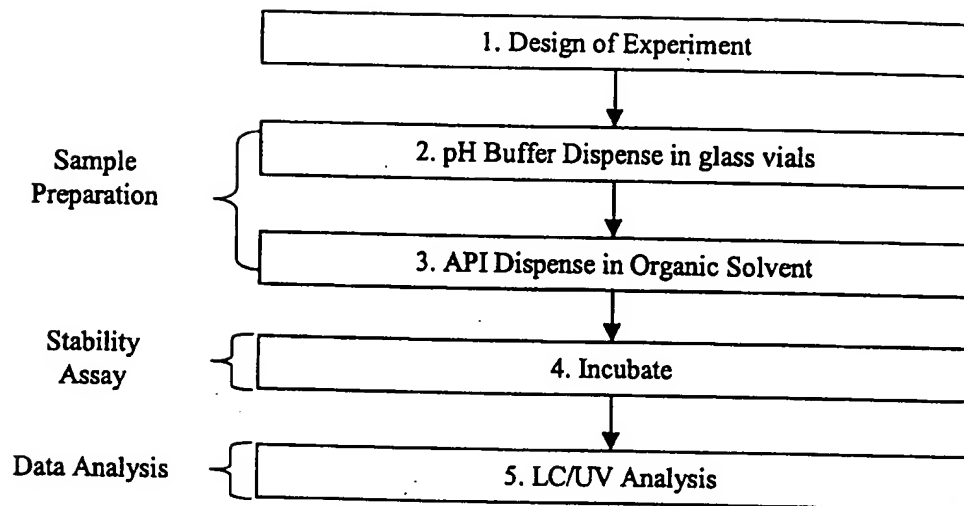 1. Design of Experiment
Sample
Preparation
2. pH Buffer Dispense in glass vials
3. API Dispense in Organic Solvent
Stability
Assay
4. Incubate
Data Analysis
5. LC/UV Analysis